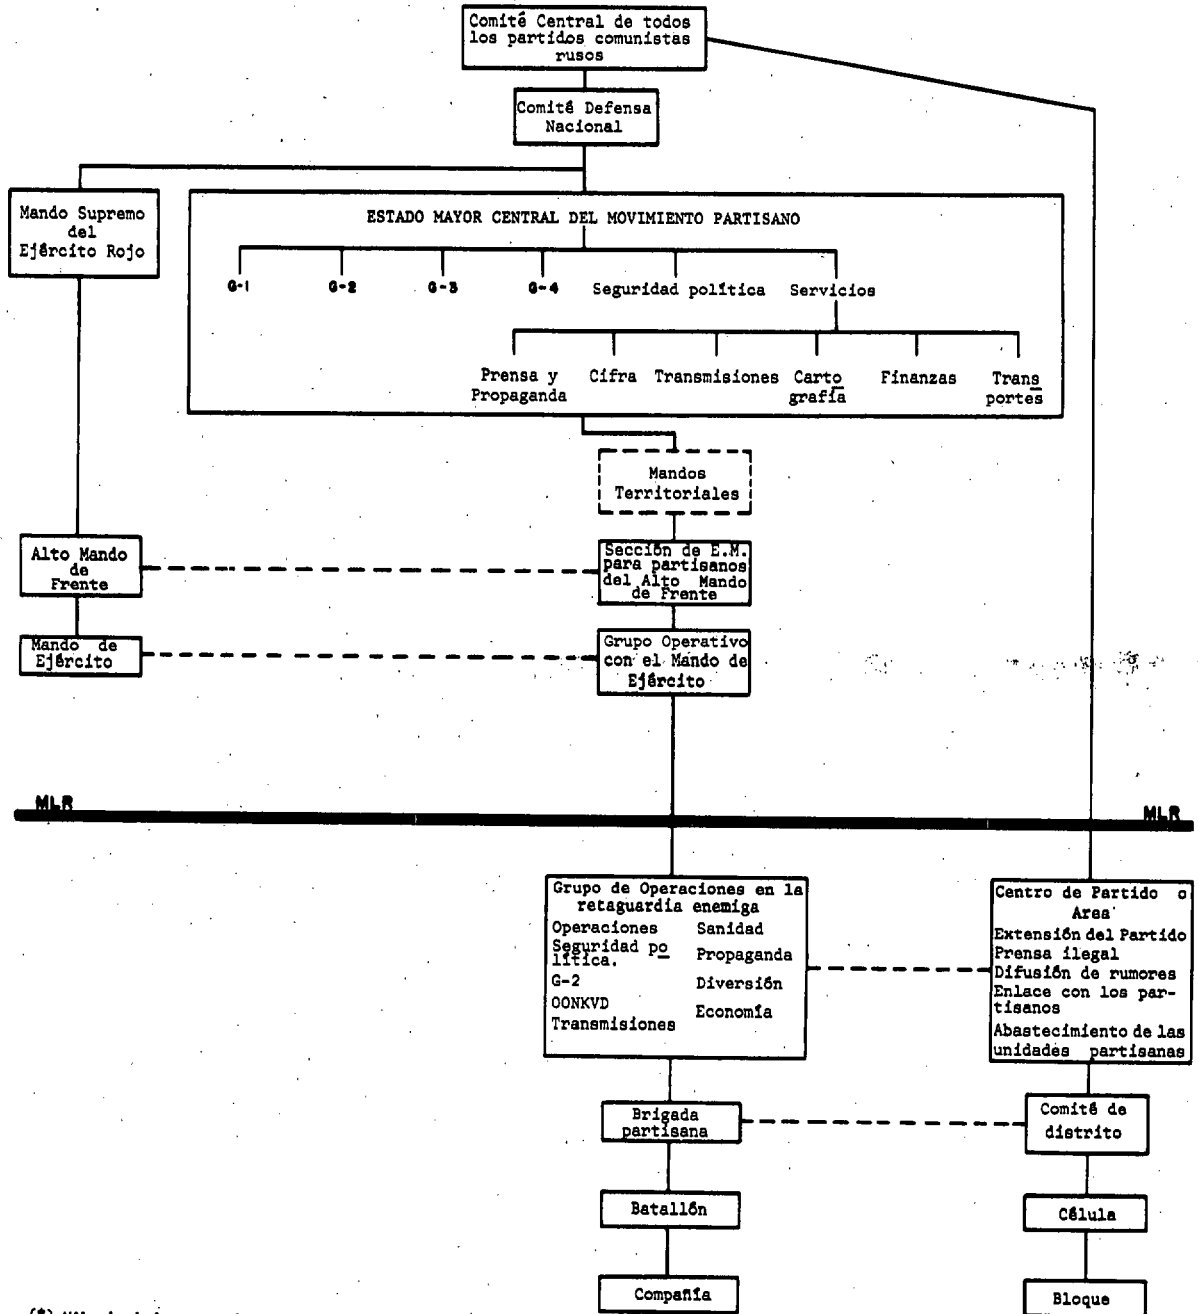 Comité Central de todos
los partidos comunistas
rusos
Comité Defensa
Nacional
Mando Supremo
del
Ejército Rojo
ESTADO MAYOR CENTRAL DEL MOVIMIENTO PARTISANO
G-1 G-2 G-3 G-4 Seguridad política Servicios
Prensa y
Propaganda
Cifra
Transmisiones
Carto
grafía
Finanzas
Trans
portes
Mandos
Territoriales
Alto Mando
de
Frente
Sección de E.M.
para partisanos
del Alto Mando
de Frente
Mando de
Ejército
Grupo Operativo
con el Mando de
Ejército
MLR
MLR
Grupo de Operaciones en la
retaguardia enemiga
Operaciones
Seguridad po
lítica.
G-2
OONKVD
Transmisiones
Sanidad
Propaganda
Diversión
Economía
Centro de Partido o
Area
Extensión del Partido
Prensa ilegal
Difusión de rumores
Enlace con los par-
tisanos
Abastecimiento de las
unidades partisanas
Brigada
partisana
Comité de
distrito
Batallón
Célula
Compañía
Bloque
(*)